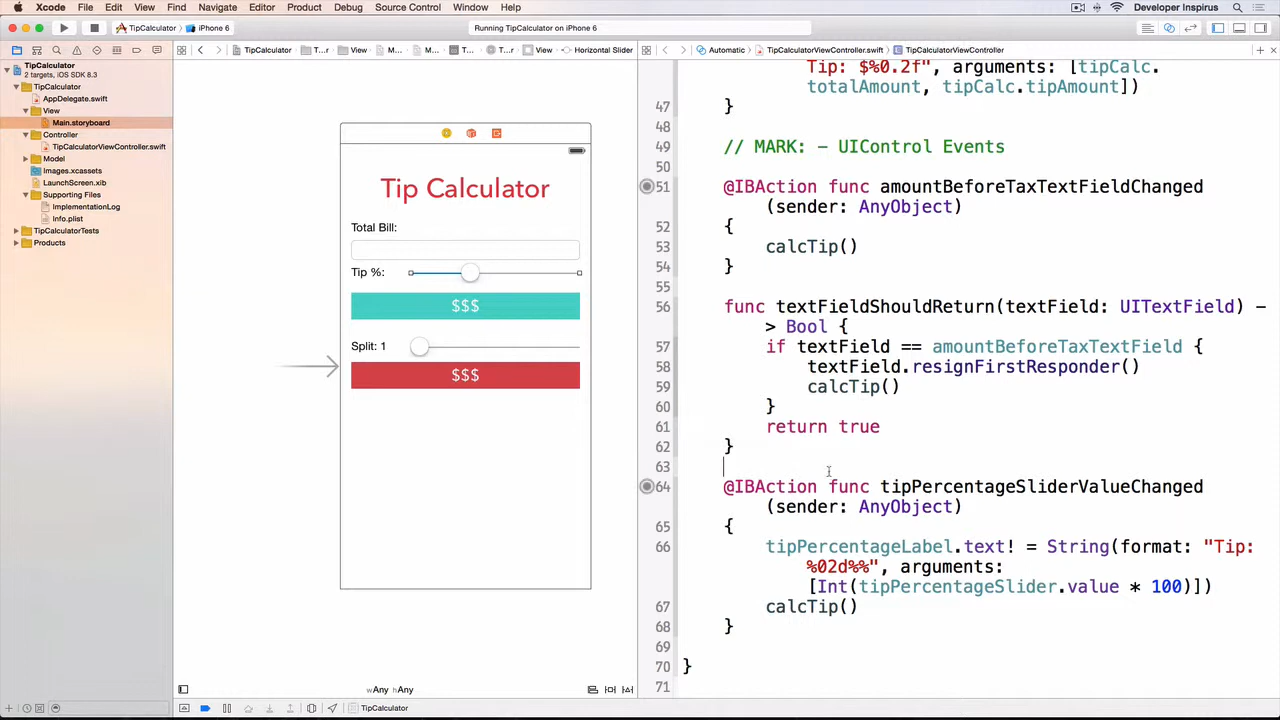 Xcode File Edit View Find Navigate Editor Product Debug Source Control Window Help Developer Inspirus
TipCalculator iPhone 6 Running TipCalculator on iPhone 6
TipCalculator T...r View M... M... T... View Horizontal Slider
Automatic TipCalculatorViewController.swift TipCalculatorViewController
TipCalculator
2 targets, iOS SDK 8.3
TipCalculator
AppDelegate.swift
View
Main.storyboard
Controller
TipCalculatorViewController.swift
Model
Images.xcassets
LaunchScreen.xib
Supporting Files
ImplementationLog
Info.plist
TipCalculatorTests
Products
Tip Calculator
Total Bill:
Tip %:
$$$
Split: 1
$$$
wAny hAny
Tip: $%0.2f", arguments: [tipCalc.
totalAmount, tipCalc.tipAmount])
47 }
48
49 // MARK: - UIControl Events
50
51 @IBAction func amountBeforeTaxTextFieldChanged
(sender: AnyObject)
52 {
53 calcTip()
54 }
55
56 func textFieldShouldReturn(textField: UITextField) -
> Bool {
57 if textField == amountBeforeTaxTextField {
58 textField.resignFirstResponder()
59 calcTip()
60 }
61 return true
62 }
63
64 @IBAction func tipPercentageSliderValueChanged
(sender: AnyObject)
65 {
66 tipPercentageLabel.text! = String(format: "Tip:
%02d%%", arguments:
[Int(tipPercentageSlider.value * 100)])
67 calcTip()
68 }
69
70 }
71
TipCalculator